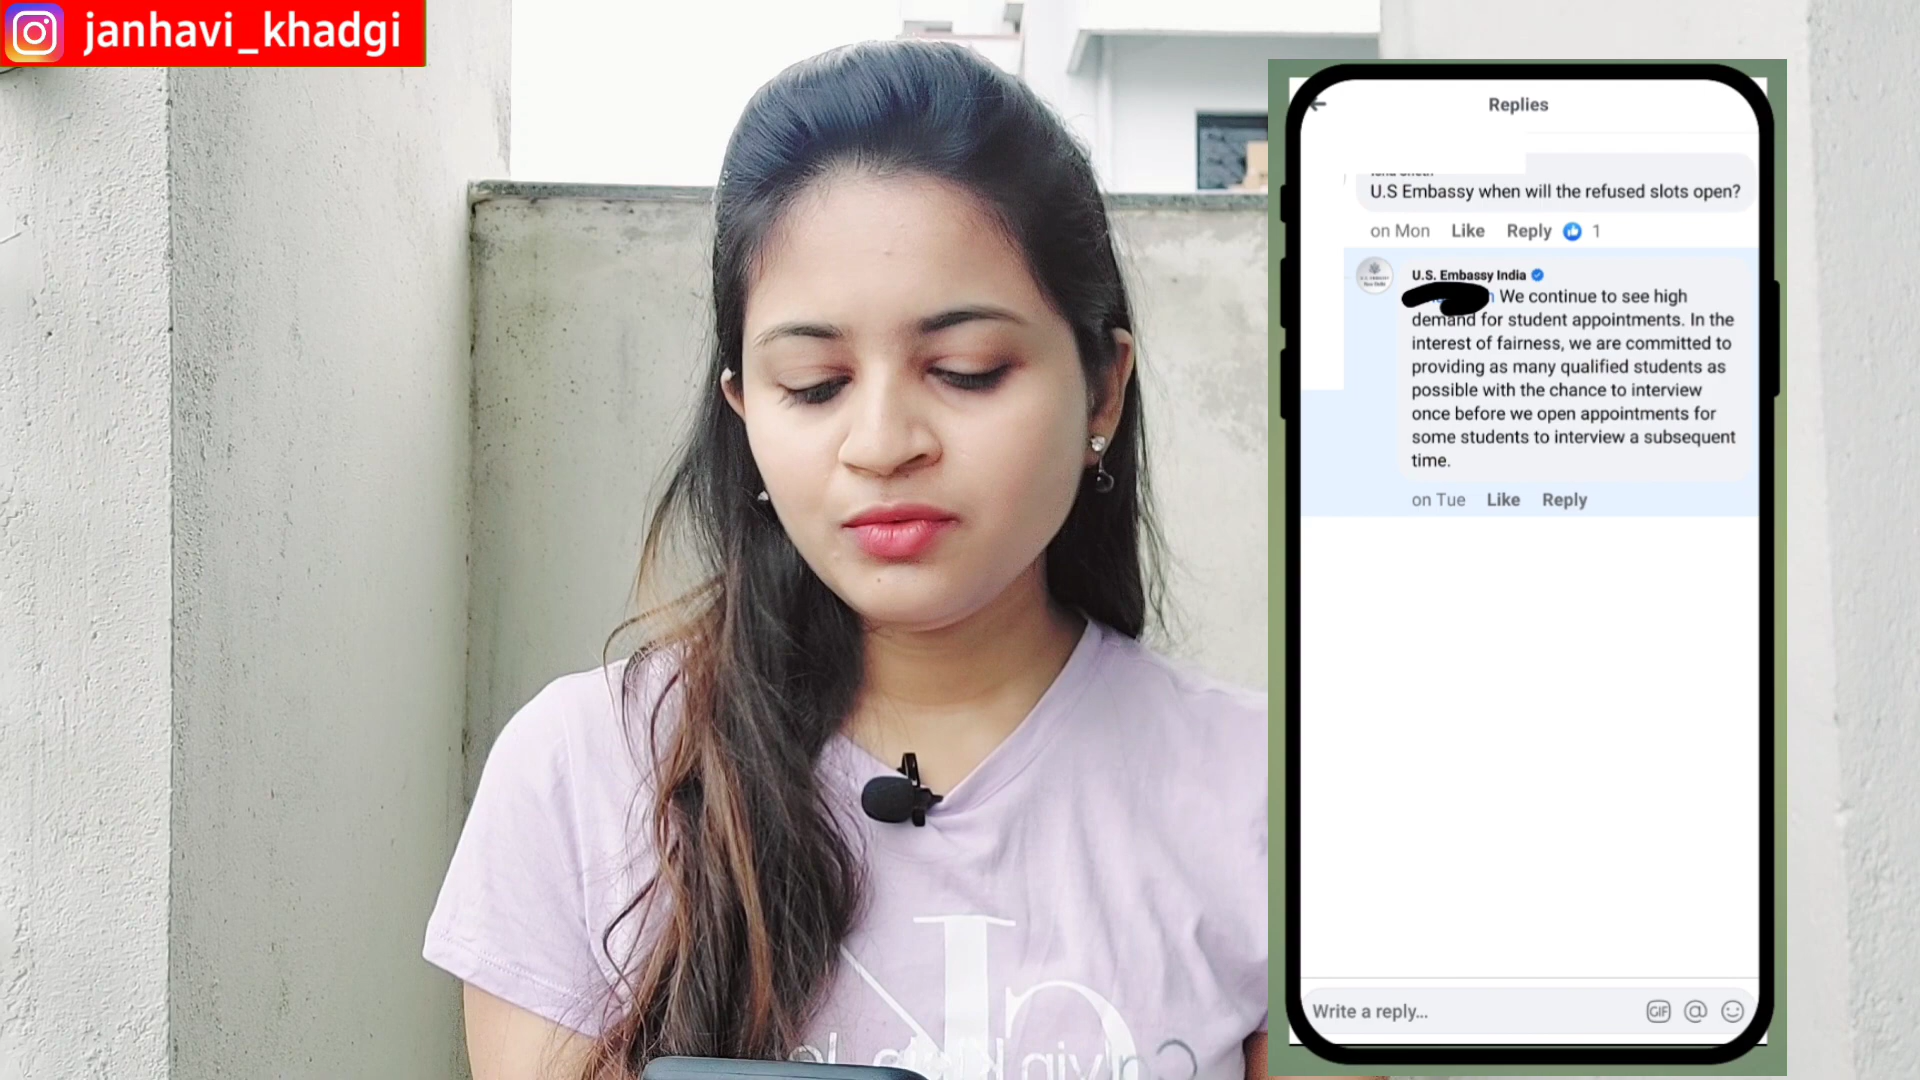 janhavi_khadgi
Replies
U.S Embassy when will the refused slots open?
on Mon Like Reply 1
U.S. Embassy India
We continue to see high
demand for student appointments. In the
interest of fairness, we are committed to
providing as many qualified students as
possible with the chance to interview
once before we open appointments for
some students to interview a subsequent
time.
on Tue Like Reply
Write a reply...
GIF @